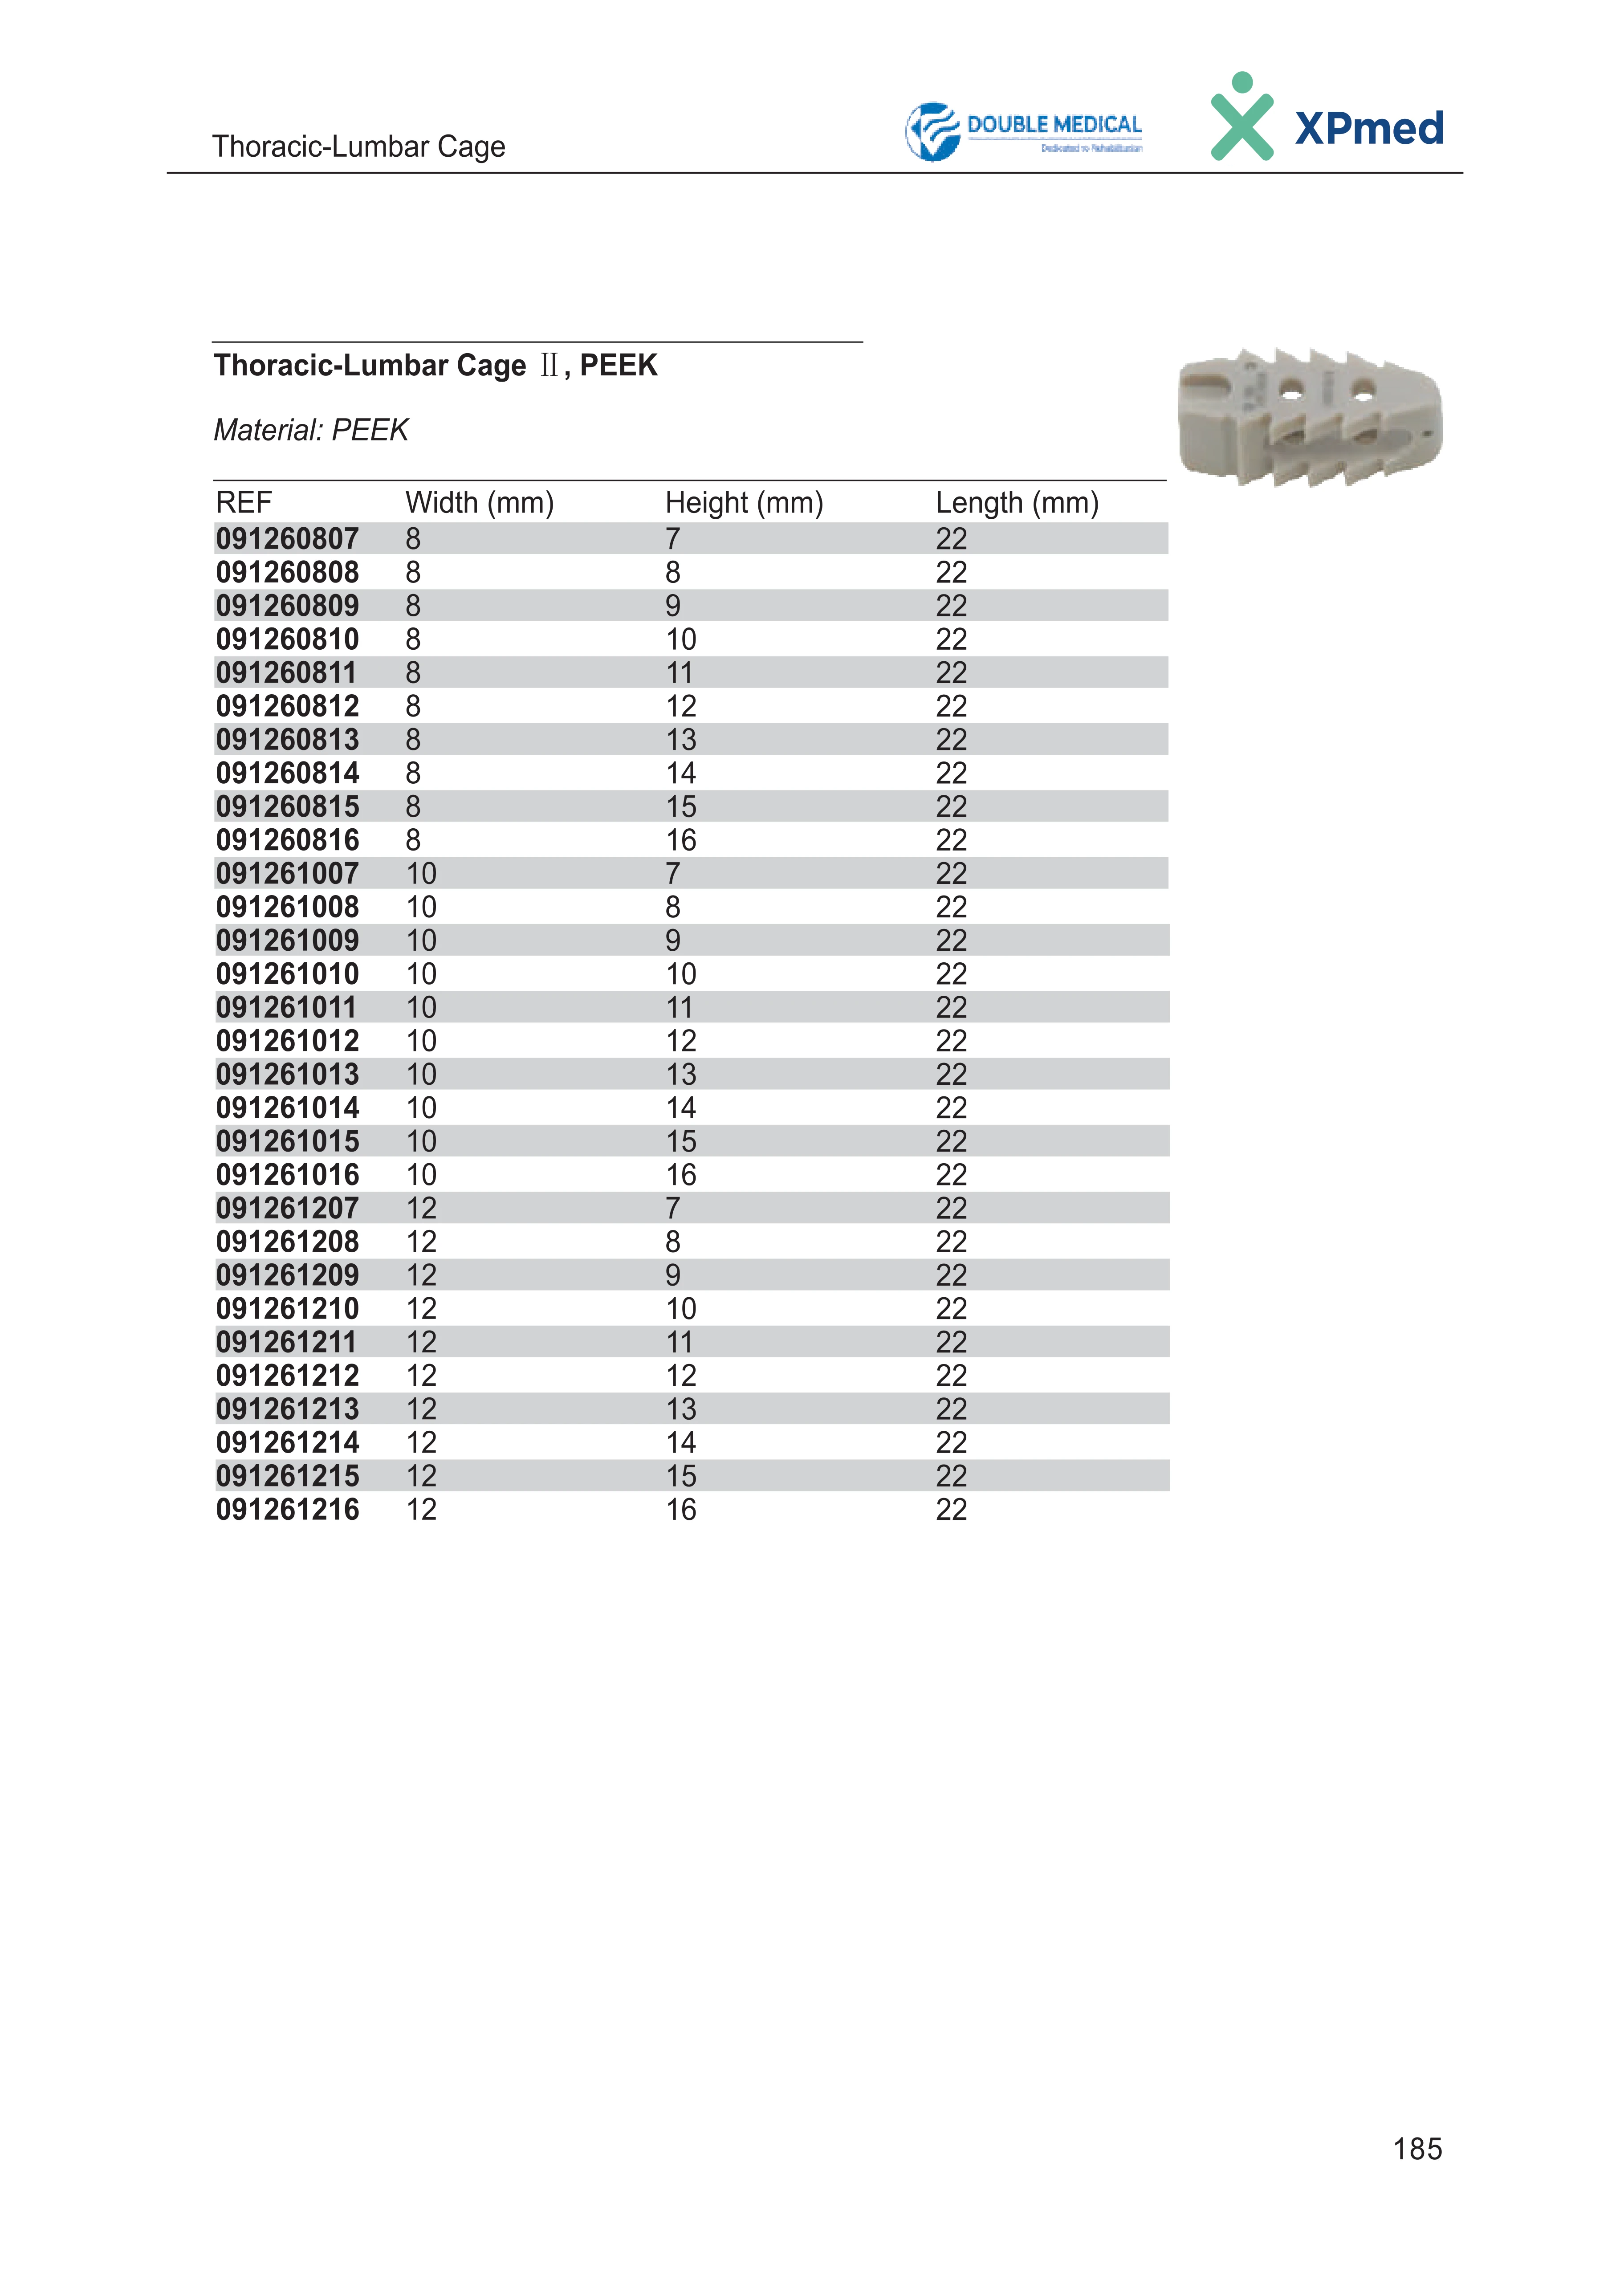 Thoracic-Lumbar Cage
DOUBLE MEDICAL
Dedicated to Rehabilitation
XPmed
Thoracic-Lumbar Cage Ⅱ, PEEK
Material: PEEK
REF Width (mm) Height (mm) Length (mm)
091260807 8 7 22
091260808 8 8 22
091260809 8 9 22
091260810 8 10 22
091260811 8 11 22
091260812 8 12 22
091260813 8 13 22
091260814 8 14 22
091260815 8 15 22
091260816 8 16 22
091261007 10 7 22
091261008 10 8 22
091261009 10 9 22
091261010 10 10 22
091261011 10 11 22
091261012 10 12 22
091261013 10 13 22
091261014 10 14 22
091261015 10 15 22
091261016 10 16 22
091261207 12 7 22
091261208 12 8 22
091261209 12 9 22
091261210 12 10 22
091261211 12 11 22
091261212 12 12 22
091261213 12 13 22
091261214 12 14 22
091261215 12 15 22
091261216 12 16 22
185